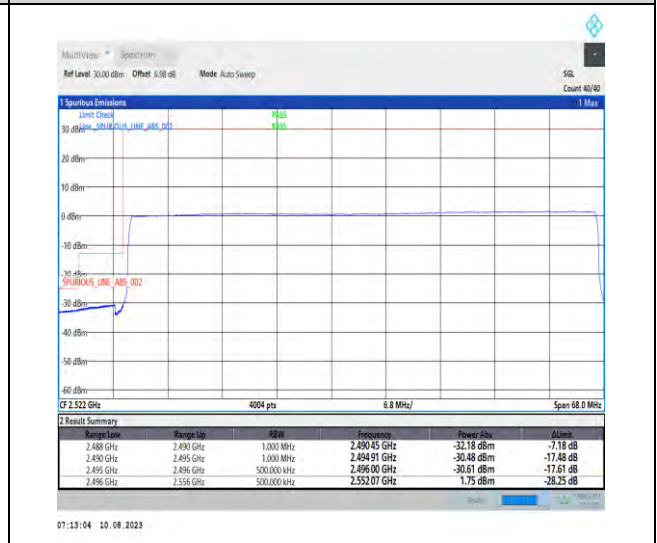 MultiView Spectrum
Ref Level 30.00 dBm Offset 6.98 dB Mode Auto Sweep SGL
Count 40/40
1 Spurious Emissions 1 Max
Limit Check PASS
30 dBm Line_SPURIOUS_LINE_ABS_002 PASS
20 dBm
10 dBm
0 dBm
-10 dBm
-20 dBm
SPURIOUS_LINE_ABS_002
-30 dBm
-40 dBm
-50 dBm
-60 dBm
CF 2.522 GHz 4004 pts 6.8 MHz/ Span 68.0 MHz
2 Result Summary
Range Low Range Up RBW Frequency Power Abs ΔLimit
2.488 GHz 2.490 GHz 1.000 MHz 2.490 45 GHz -32.18 dBm -7.18 dB
2.490 GHz 2.495 GHz 1.000 MHz 2.494 91 GHz -30.48 dBm -17.48 dB
2.495 GHz 2.496 GHz 500.000 kHz 2.496 00 GHz -30.61 dBm -17.61 dB
2.496 GHz 2.556 GHz 500.000 kHz 2.552 07 GHz 1.75 dBm -28.25 dB
07:13:04 10.08.2023